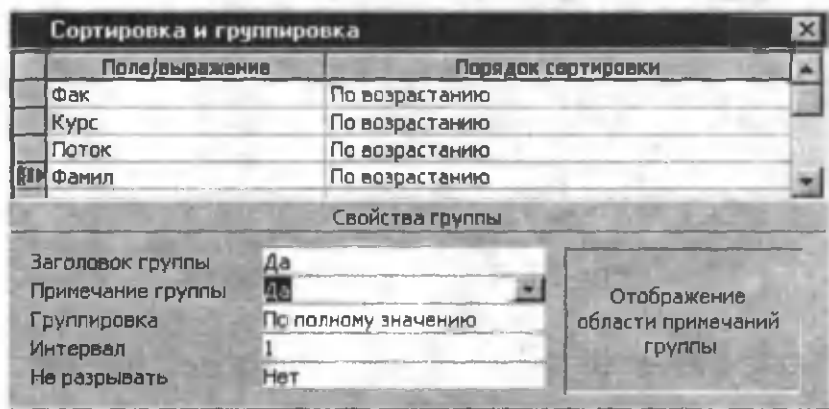 Сортировка и группировка
Поле/выражение Порядок сортировки
Фак По возрастанию
Курс По возрастанию
Поток По возрастанию
Фамил По возрастанию
Свойства группы
Заголовок группы Да
Примечание группы Да
Группировка По полному значению
Интервал 1
Не разрывать Нет
Отображение
области примечаний
группы